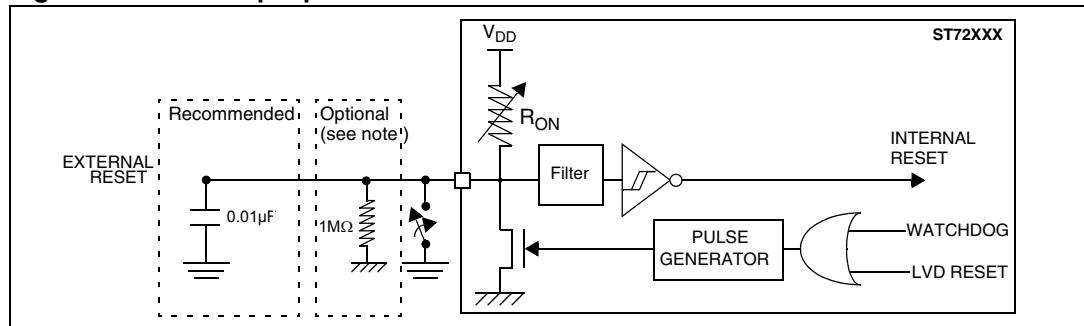 V_DD
ST72XXX
Recommended
Optional
(see note )
R_ON
INTERNAL
RESET
EXTERNAL
RESET
Filter
0.01µF
1MΩ
PULSE
GENERATOR
WATCHDOG
LVD RESET